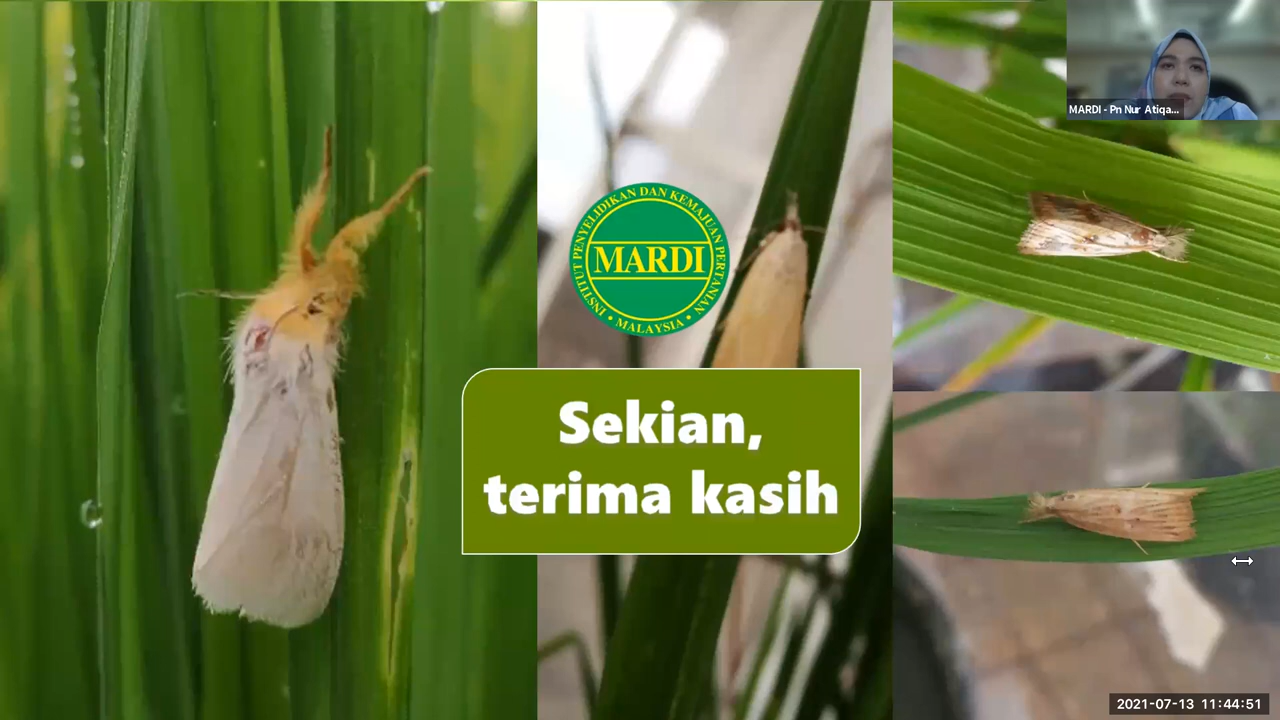 MARDI - Pn Nur Atiqa...
INSTITUT PENYELIDIKAN DAN KEMAJUAN PERTANIAN
MARDI
• MALAYSIA •
Sekian,
terima kasih
2021-07-13 11:44:51